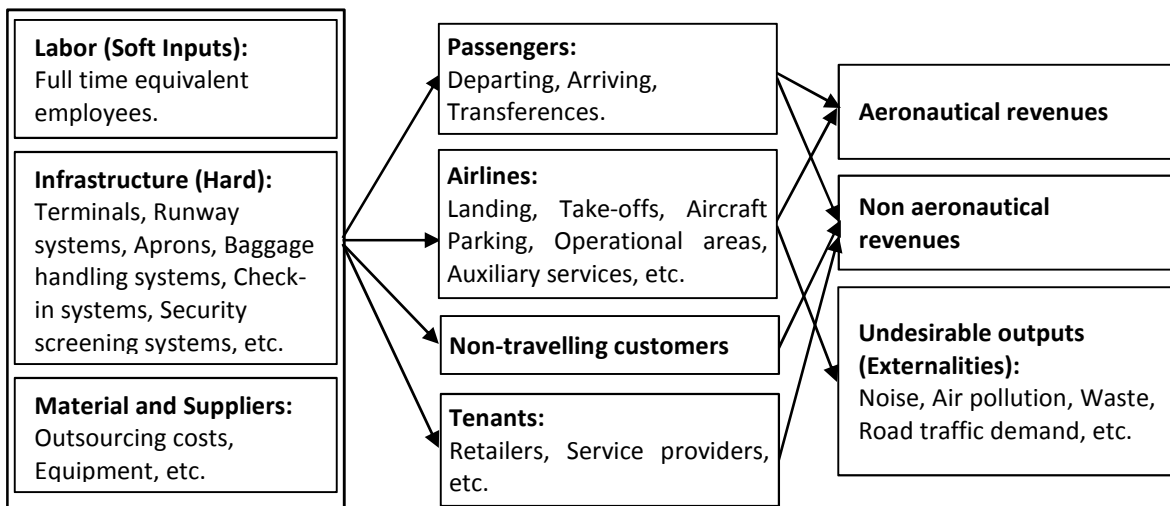 Labor (Soft Inputs):
Full time equivalent
employees.
Infrastructure (Hard):
Terminals, Runway
systems, Aprons, Baggage
handling systems, Check-
in systems, Security
screening systems, etc.
Material and Suppliers:
Outsourcing costs,
Equipment, etc.
Passengers:
Departing, Arriving,
Transferences.
Airlines:
Landing, Take-offs, Aircraft
Parking, Operational areas,
Auxiliary services, etc.
Non-travelling customers
Tenants:
Retailers, Service providers,
etc.
Aeronautical revenues
Non aeronautical
revenues
Undesirable outputs
(Externalities):
Noise, Air pollution, Waste,
Road traffic demand, etc.